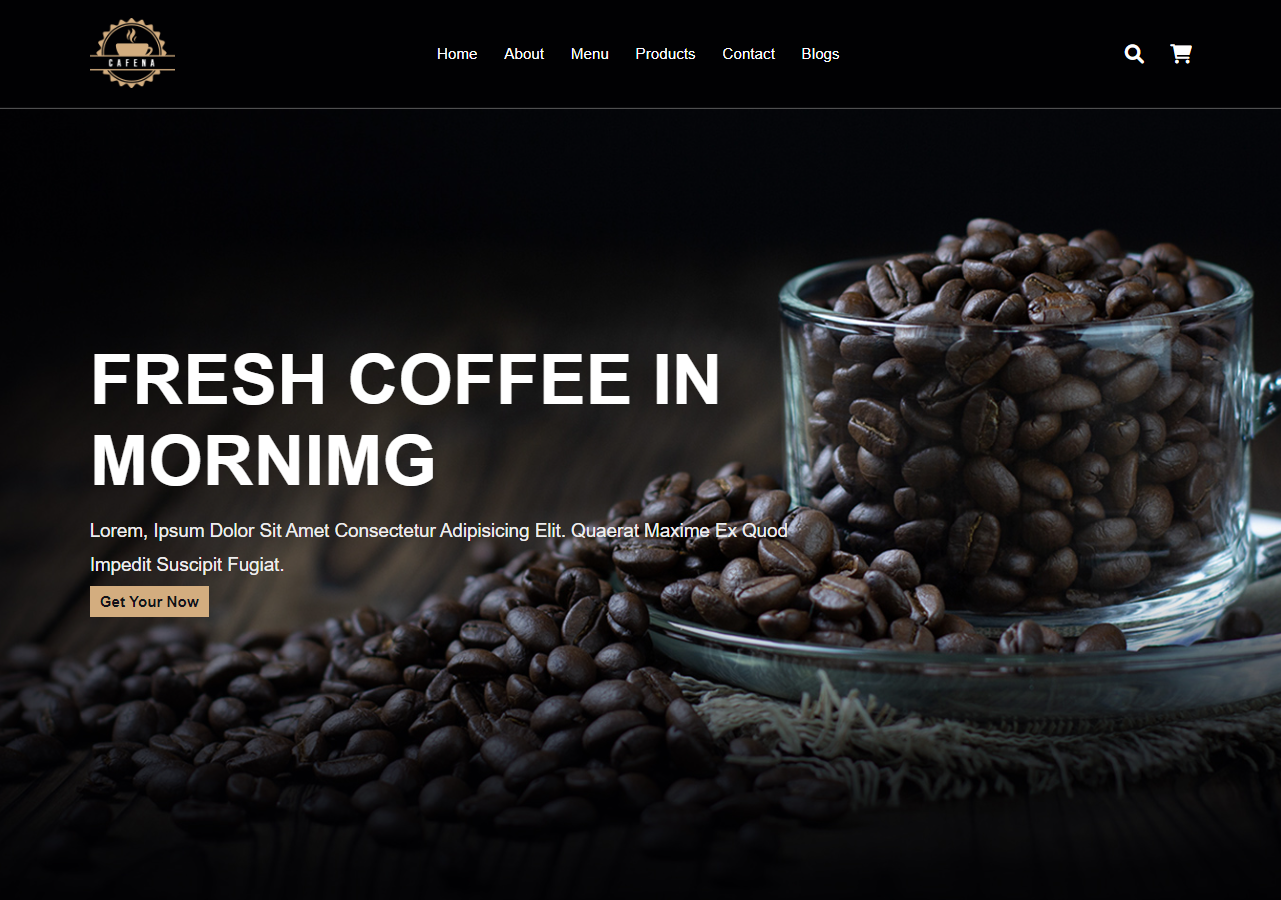 CAFENA
Home About Menu Products Contact Blogs
FRESH COFFEE IN
MORNIMG
Lorem, Ipsum Dolor Sit Amet Consectetur Adipisicing Elit. Quaerat Maxime Ex Quod
Impedit Suscipit Fugiat.
Get Your Now